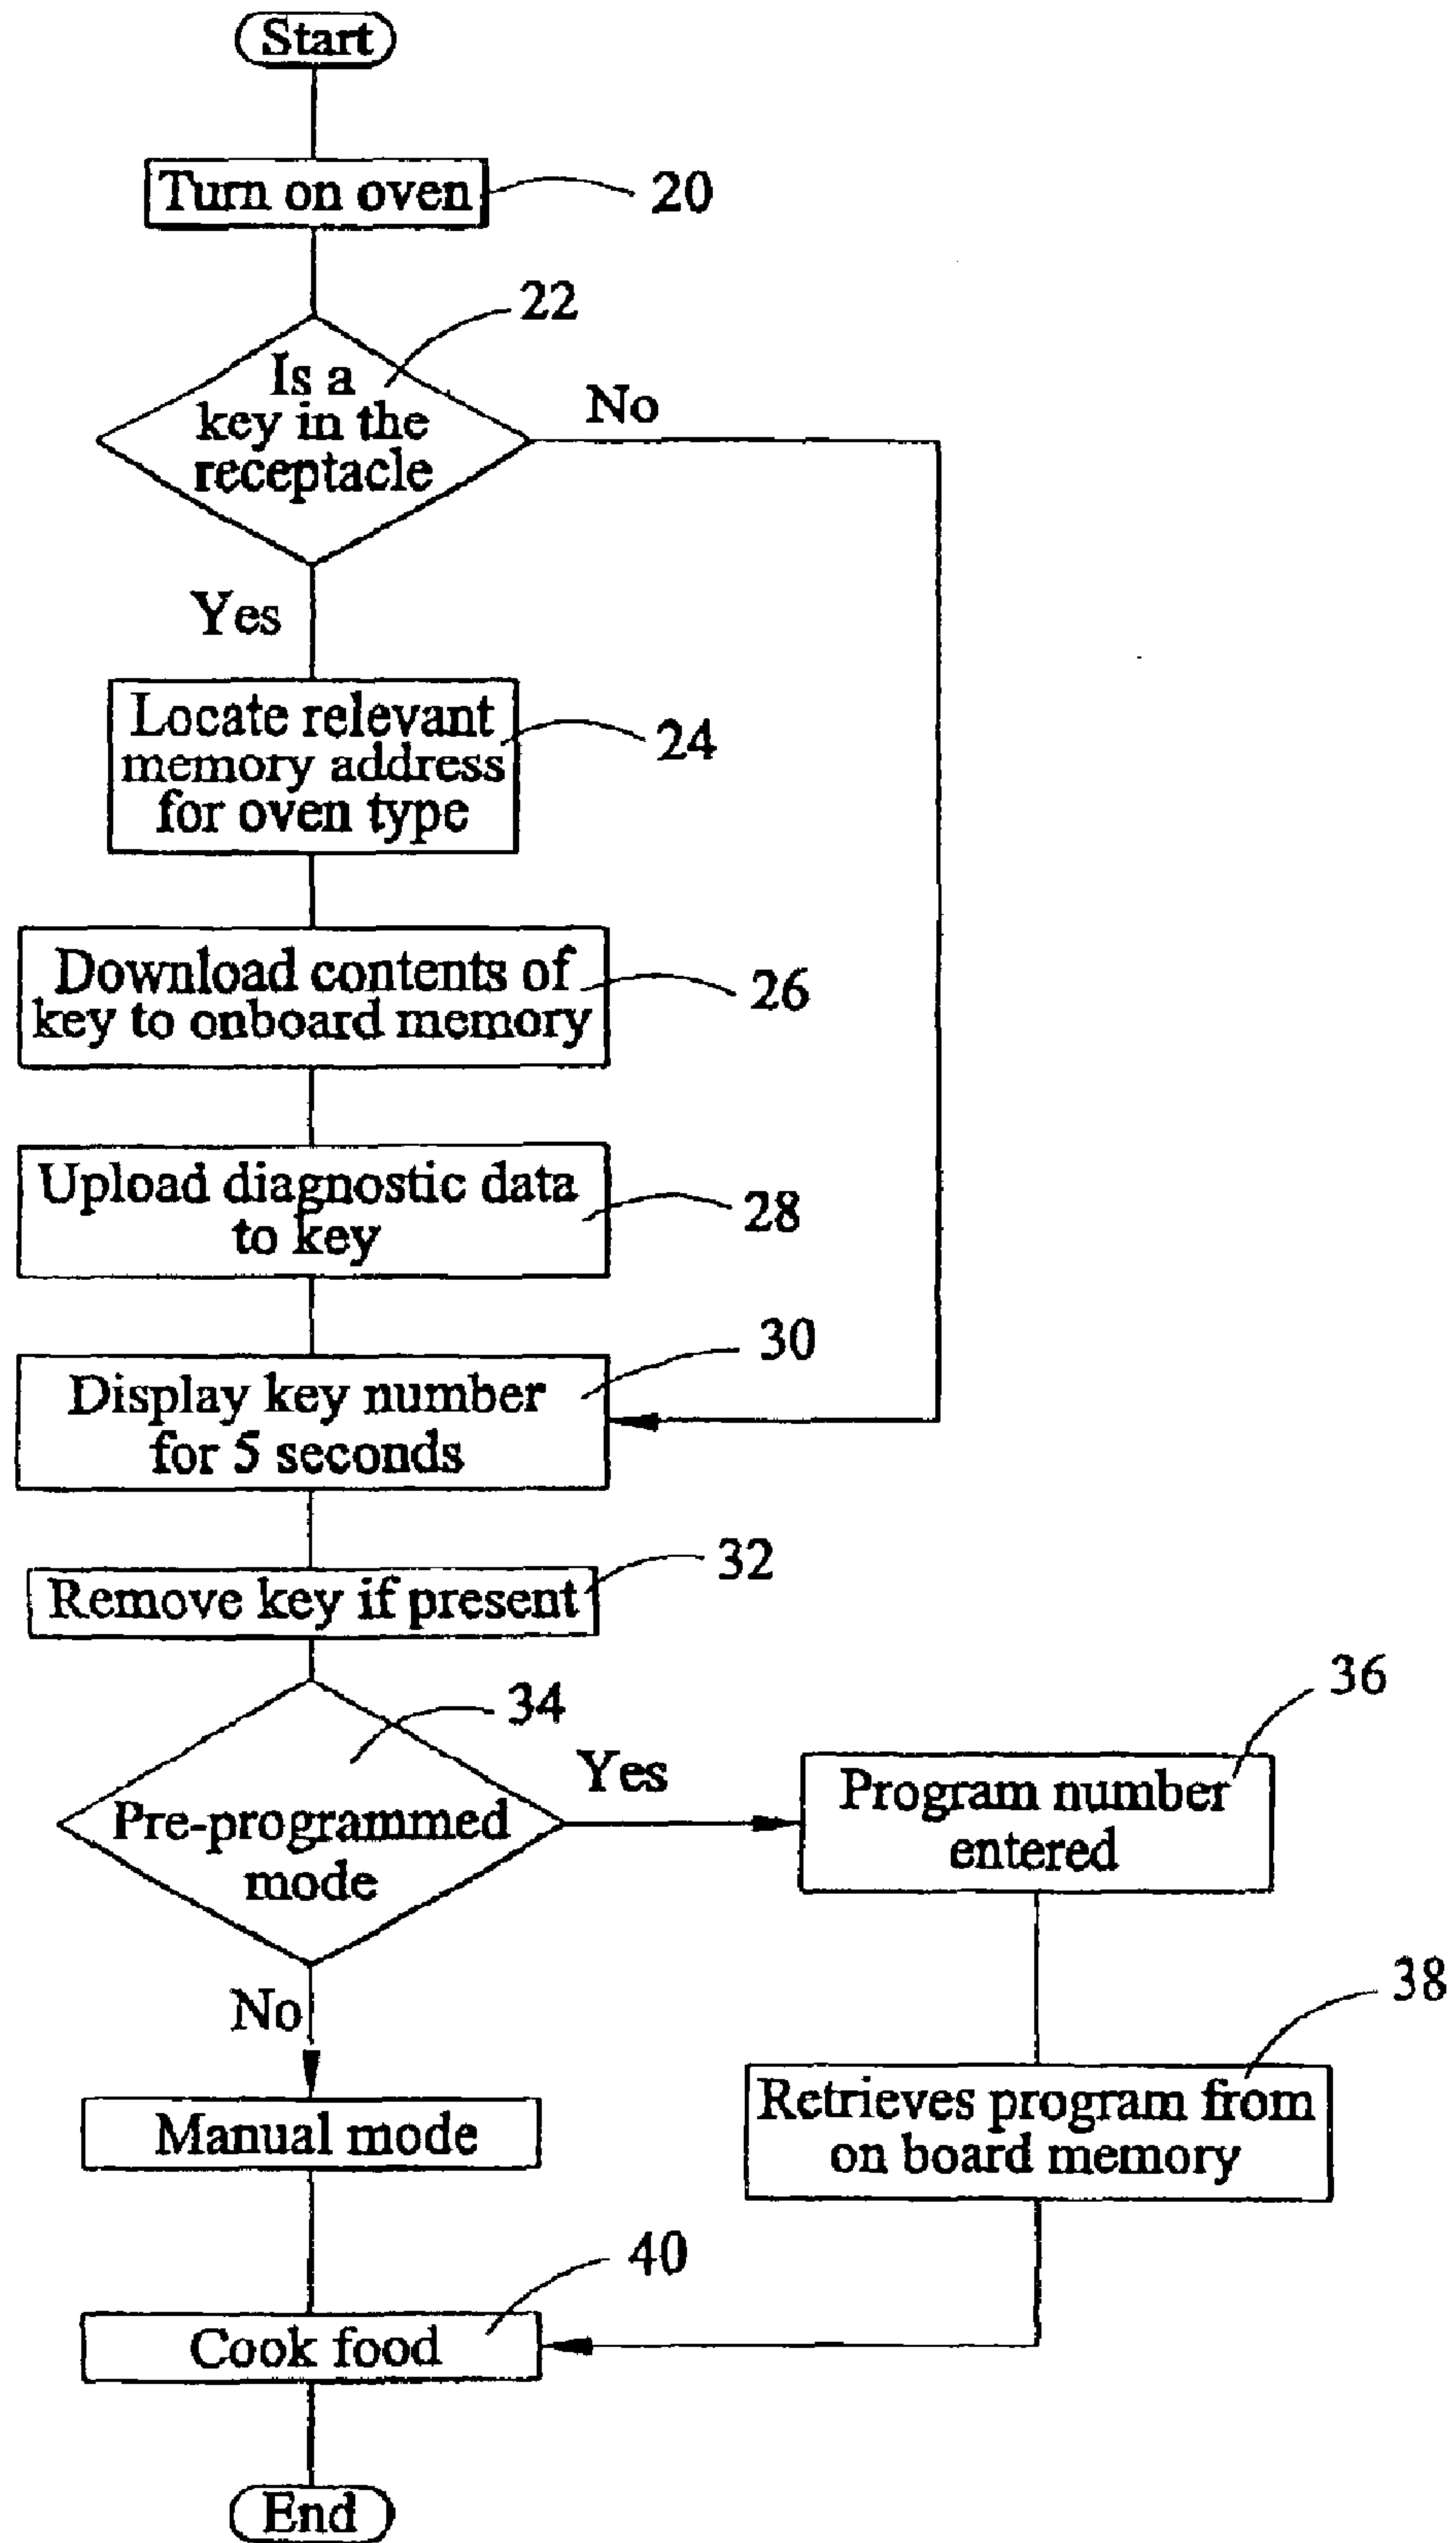 Start
Turn on oven
20
22
Is a
key in the
receptacle
No
Yes
Locate relevant
memory address
for oven type
24
Download contents of
key to onboard memory
26
Upload diagnostic data
to key
28
30
Display key number
for 5 seconds
32
Remove key if present
34
Pre-programmed
mode
Yes
36
Program number
entered
No
38
Retrieves program from
on board memory
Manual mode
40
Cook food
End